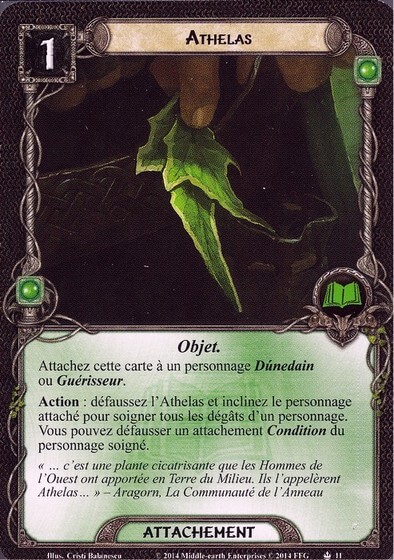 1
ATHELAS
Objet.
Attachez cette carte à un personnage Dúnedain
ou Guérisseur.
Action : défaussez l'Athelas et inclinez le personnage
attaché pour soigner tous les dégâts d'un personnage.
Vous pouvez défausser un attachement Condition du
personnage soigné.
« … c'est une plante cicatrisante que les Hommes de
l'Ouest ont apportée en Terre du Milieu. Ils l'appelèrent
Athelas… » – Aragorn, La Communauté de l'Anneau
ATTACHEMENT
Illus. Cristi Balanescu © 2014 Middle-earth Enterprises © 2014 FFG 11